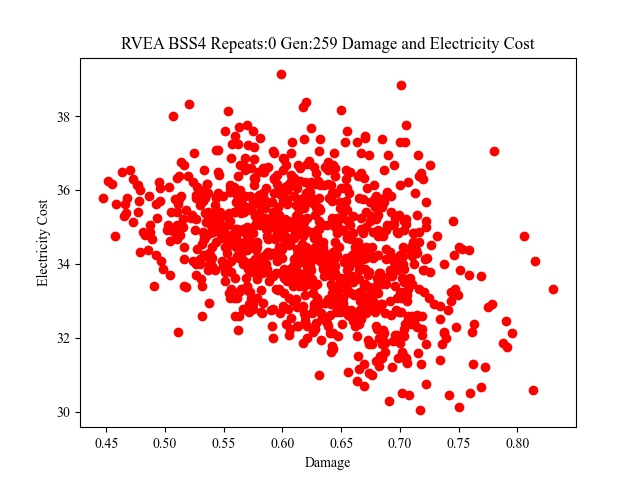 RVEA BSS4 Repeats:0 Gen:259 Damage and Electricity Cost
38
36
34
32
30
Electricity Cost
0.45 0.50 0.55 0.60 0.65 0.70 0.75 0.80
Damage